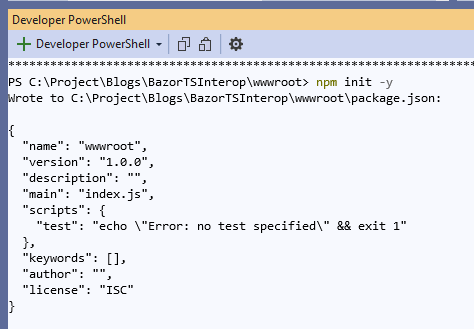 Developer PowerShell
Developer PowerShell
**********************************************************************
PS C:\Project\Blogs\BazorTSInterop\wwwroot> npm init -y
Wrote to C:\Project\Blogs\BazorTSInterop\wwwroot\package.json:
{
  "name": "wwwroot",
  "version": "1.0.0",
  "description": "",
  "main": "index.js",
  "scripts": {
    "test": "echo \"Error: no test specified\" && exit 1"
  },
  "keywords": [],
  "author": "",
  "license": "ISC"
}